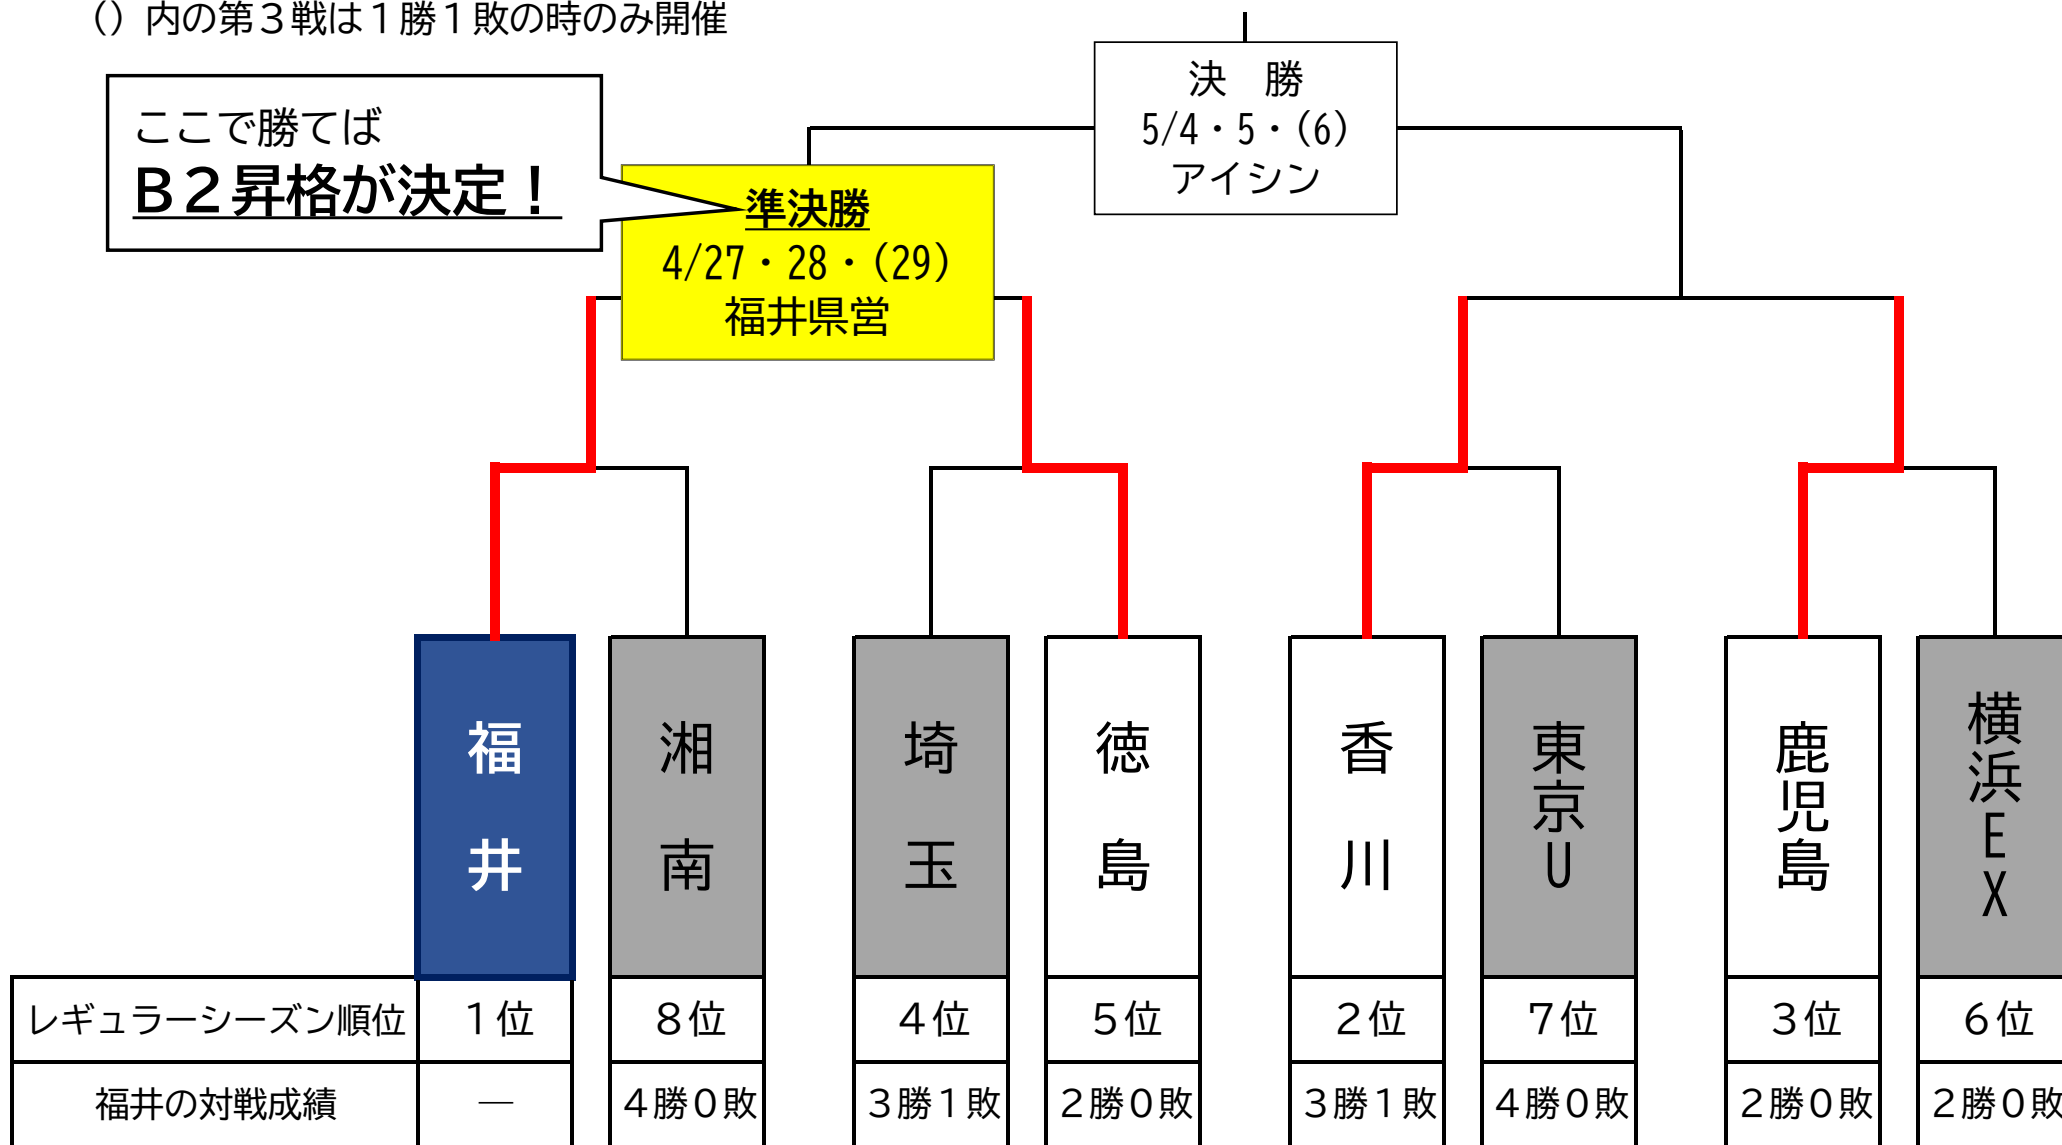 （）内の第３戦は１勝１敗の時のみ開催
決　勝
5/4・5・(6)
アイシン
ここで勝てば
Ｂ２昇格が決定！
準決勝
4/27・28・(29)
福井県営
福井
湘南
埼玉
徳島
香川
東京U
鹿児島
横浜EX
レギュラーシーズン順位 １位 ８位 ４位 ５位 ２位 ７位 ３位 ６位
福井の対戦成績 ― ４勝０敗 ３勝１敗 ２勝０敗 ３勝１敗 ４勝０敗 ２勝０敗 ２勝０敗